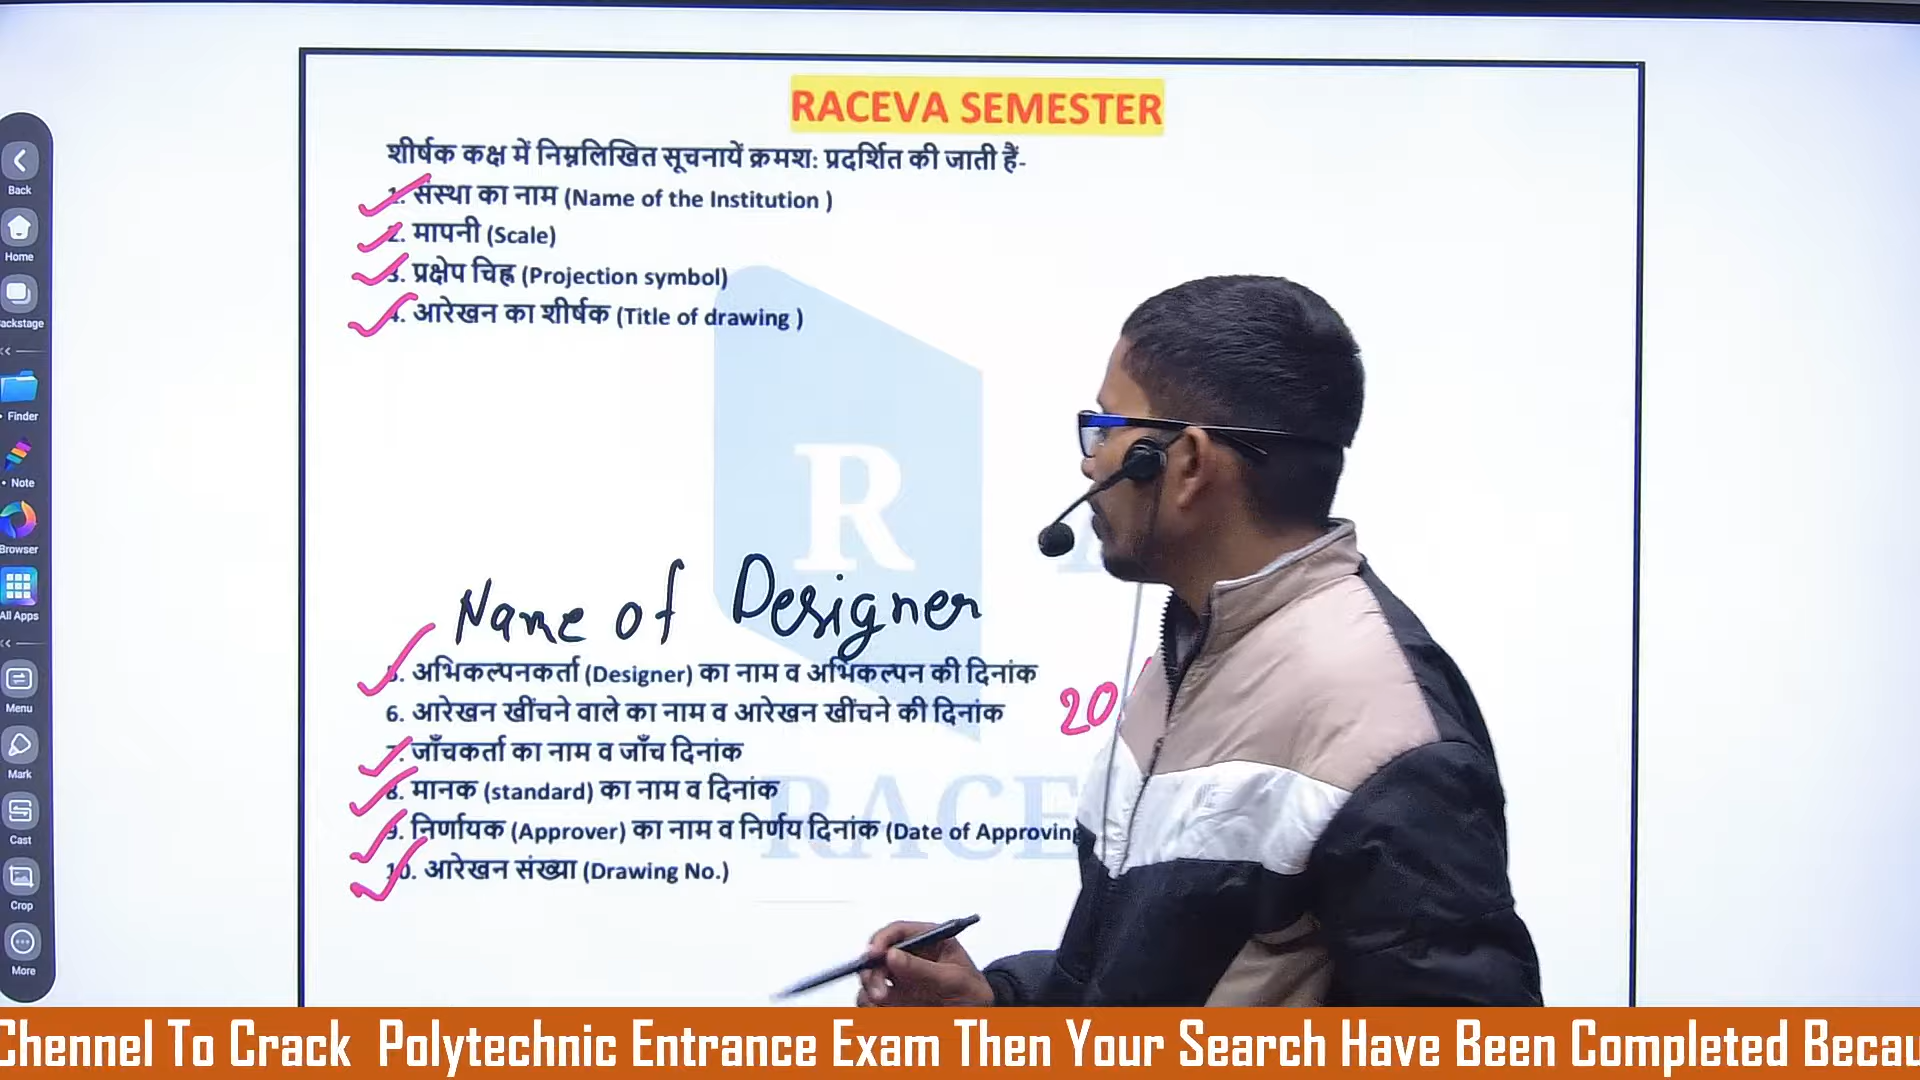 RACEVA SEMESTER
शीर्षक कक्ष में निम्नलिखित सूचनायें क्रमशः प्रदर्शित की जाती हैं-
1. संस्था का नाम (Name of the Institution )
2. मापनी (Scale)
3. प्रक्षेप चिह्न (Projection symbol)
4. आरेखन का शीर्षक (Title of drawing )
R
Name of Designer
5. अभिकल्पनकर्ता (Designer) का नाम व अभिकल्पन की दिनांक
6. आरेखन खींचने वाले का नाम व आरेखन खींचने की दिनांक
20
7. जाँचकर्ता का नाम व जाँच दिनांक
8. मानक (standard) का नाम व दिनांक
9. निर्णायक (Approver) का नाम व निर्णय दिनांक (Date of Approving
10. आरेखन संख्या (Drawing No.)
RACE
Back
Home
ackstage
Finder
Note
Browser
All Apps
Menu
Mark
Cast
Crop
More
Chennel To Crack Polytechnic Entrance Exam Then Your Search Have Been Completed Becau